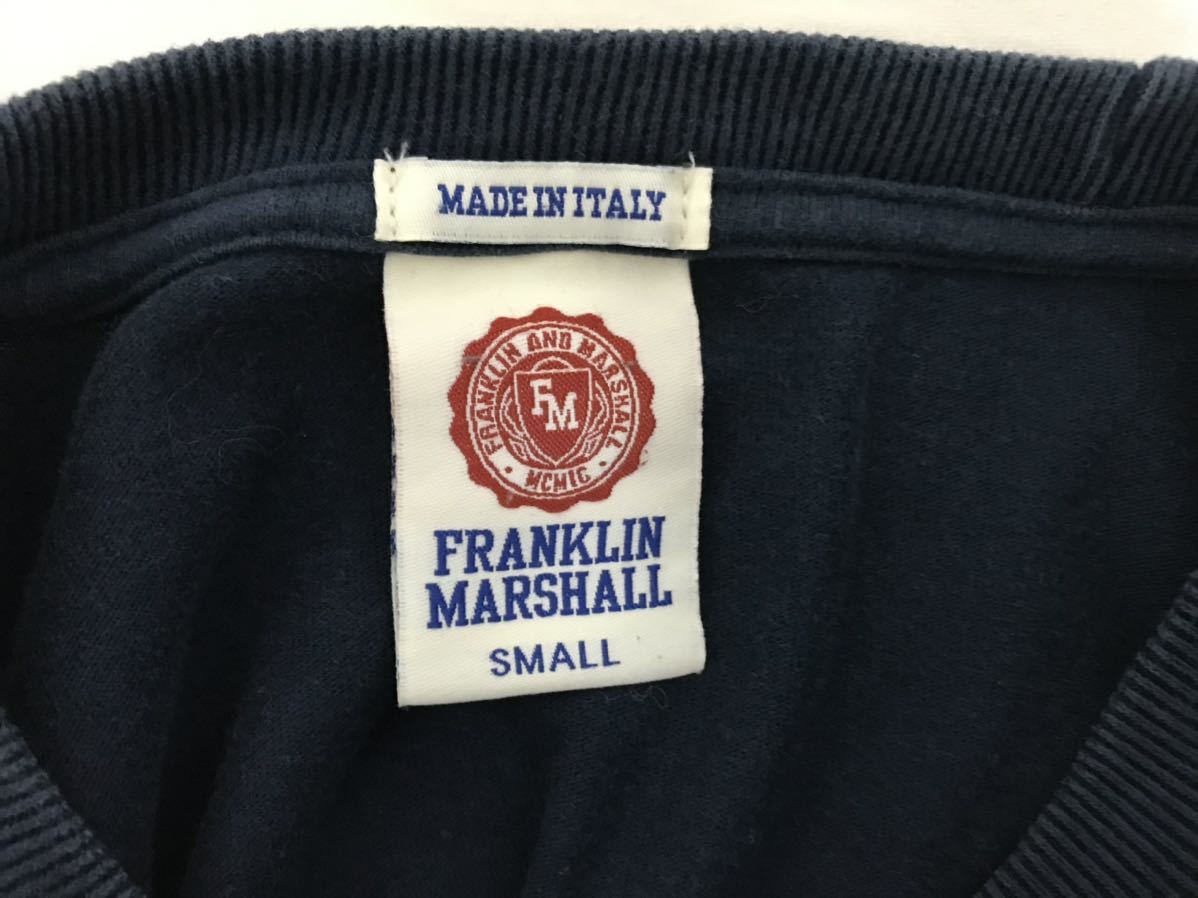 MADE IN ITALY
FRANKLIN AND MARSHALL
FM
MCMIC
FRANKLIN
MARSHALL
SMALL